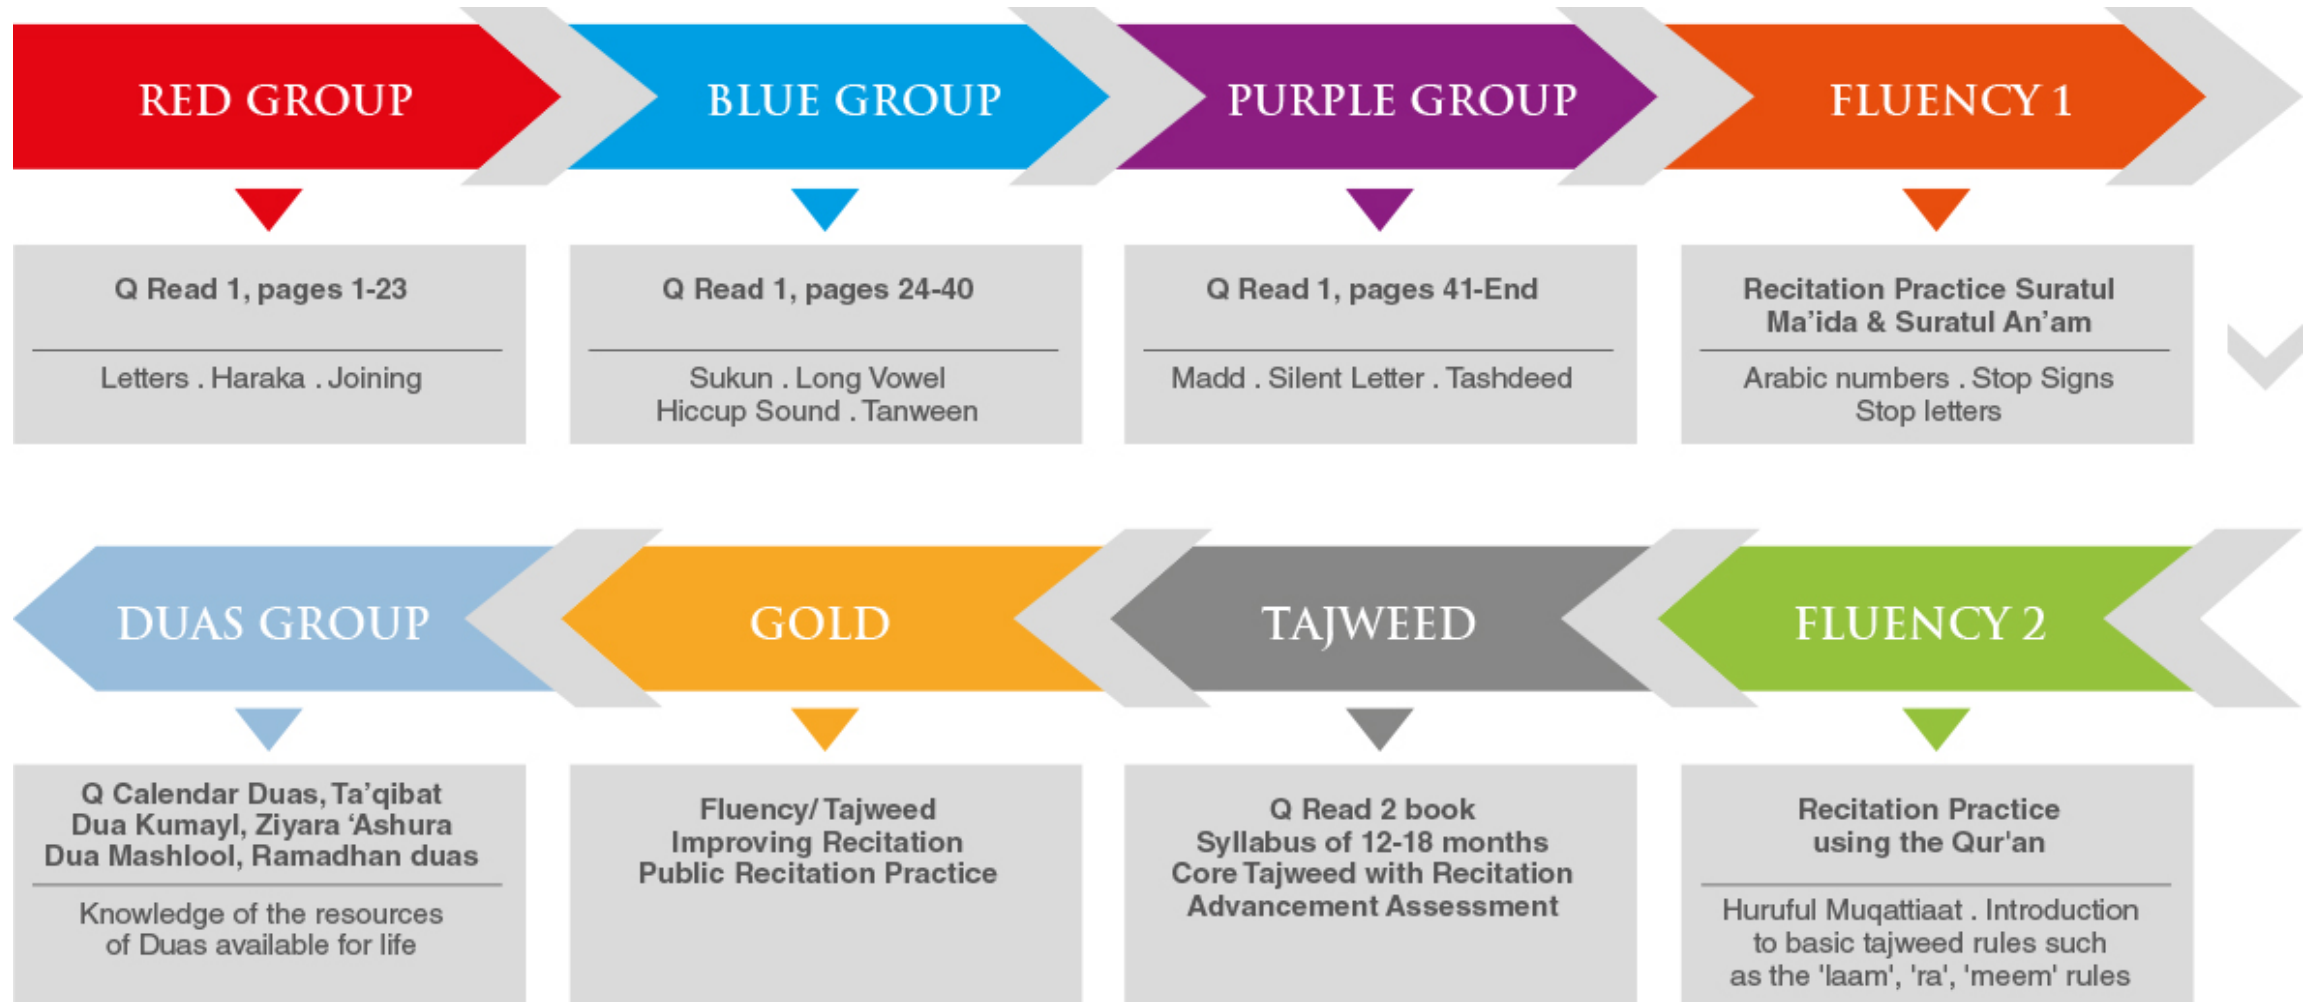 RED GROUP
BLUE GROUP
PURPLE GROUP
FLUENCY 1
Q Read 1, pages 1-23
Letters . Haraka . Joining
Q Read 1, pages 24-40
Sukun . Long Vowel
Hiccup Sound . Tanween
Q Read 1, pages 41-End
Madd . Silent Letter . Tashdeed
Recitation Practice Suratul
Ma’ida & Suratul An’am
Arabic numbers . Stop Signs
Stop letters
DUAS GROUP
GOLD
TAJWEED
FLUENCY 2
Q Calendar Duas, Ta’qibat
Dua Kumayl, Ziyara ‘Ashura
Dua Mashlool, Ramadhan duas
Knowledge of the resources
of Duas available for life
Fluency/ Tajweed
Improving Recitation
Public Recitation Practice
Q Read 2 book
Syllabus of 12-18 months
Core Tajweed with Recitation
Advancement Assessment
Recitation Practice
using the Qur'an
Huruful Muqattiaat . Introduction
to basic tajweed rules such
as the 'laam', 'ra', 'meem' rules